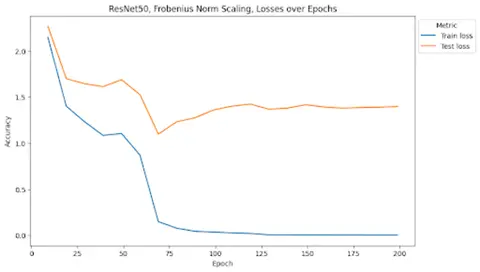 ResNet50, Frobenius Norm Scaling, Losses over Epochs
Metric
Train loss
Test loss
Accuracy
2.0
1.5
1.0
0.5
0.0
0 25 50 75 100 125 150 175 200
Epoch